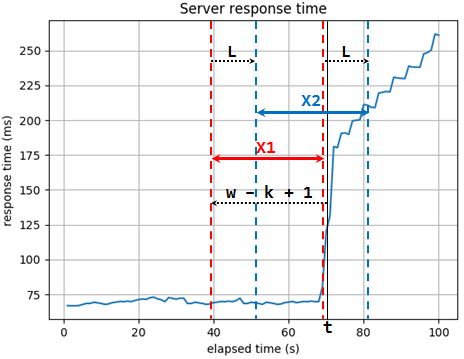 Server response time
L
L
X2
X1
w - k + 1
250
225
200
175
150
125
100
75
response time (ms)
0
20
40
60
80
100
t
elapsed time (s)